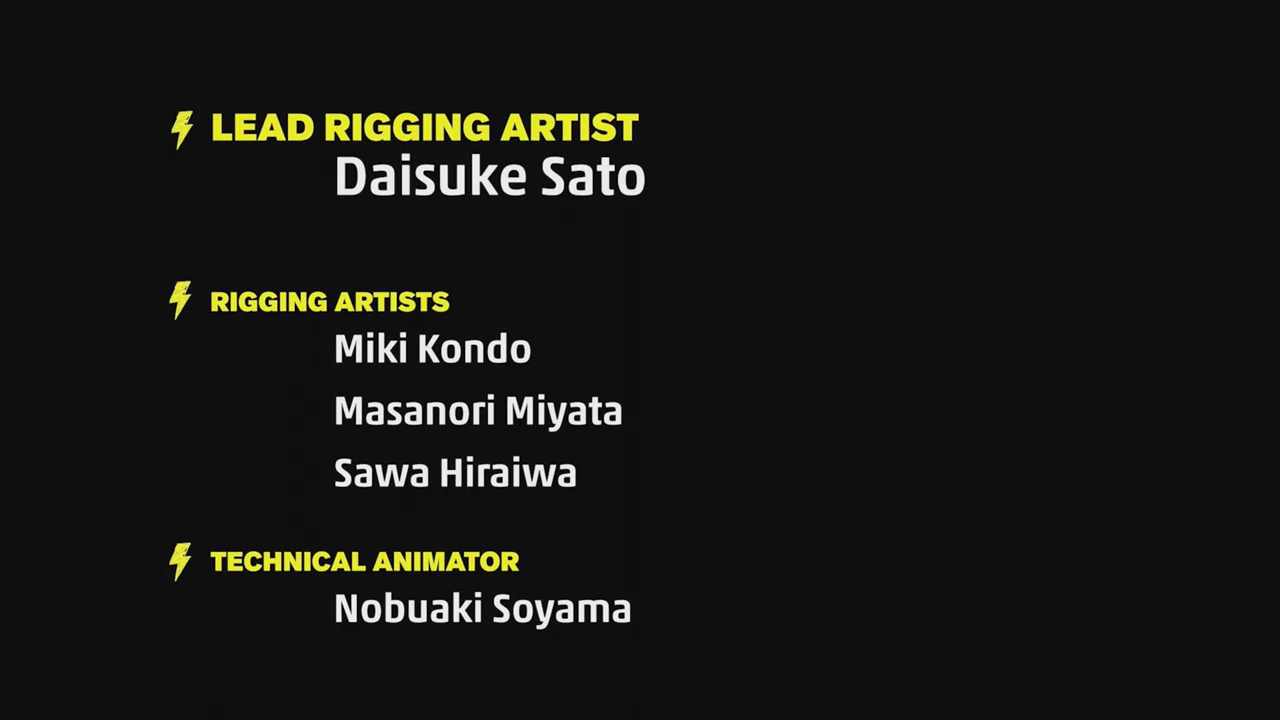 LEAD RIGGING ARTIST
Daisuke Sato
RIGGING ARTISTS
Miki Kondo
Masanori Miyata
Sawa Hiraiwa
TECHNICAL ANIMATOR
Nobuaki Soyama